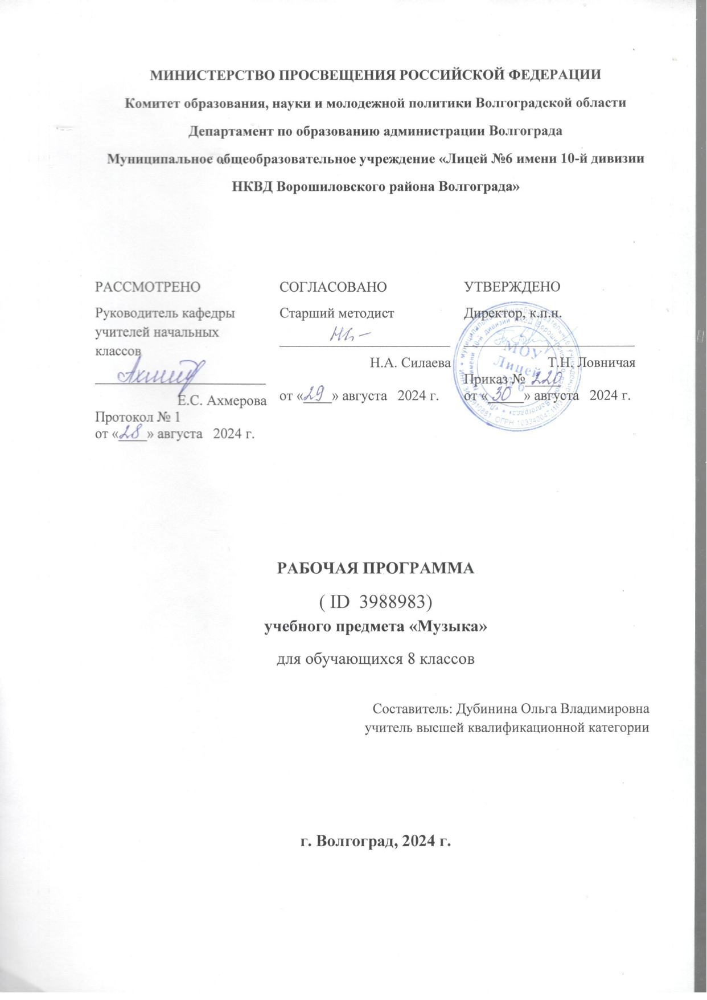 МИНИСТЕРСТВО ПРОСВЕЩЕНИЯ РОССИЙСКОЙ ФЕДЕРАЦИИ
Комитет образования, науки и молодежной политики Волгоградской области
Департамент по образованию администрации Волгограда
Муниципальное общеобразовательное учреждение «Лицей №6 имени 10-й дивизии
НКВД Ворошиловского района Волгограда»
РАССМОТРЕНО
Руководитель кафедры
учителей начальных
классов
Е.С. Ахмерова
Протокол № 1
от «28» августа 2024 г.
СОГЛАСОВАНО
Старший методист
Н.А. Силаева
от «29» августа 2024 г.
УТВЕРЖДЕНО
Директор, к.п.н.
Т.Н. Ловничая
Приказ № 220
от «30» августа 2024 г.
МОУ
Лицей
РАБОЧАЯ ПРОГРАММА
( ID 3988983)
учебного предмета «Музыка»
для обучающихся 8 классов
Составитель: Дубинина Ольга Владимировна
учитель высшей квалификационной категории
г. Волгоград, 2024 г.